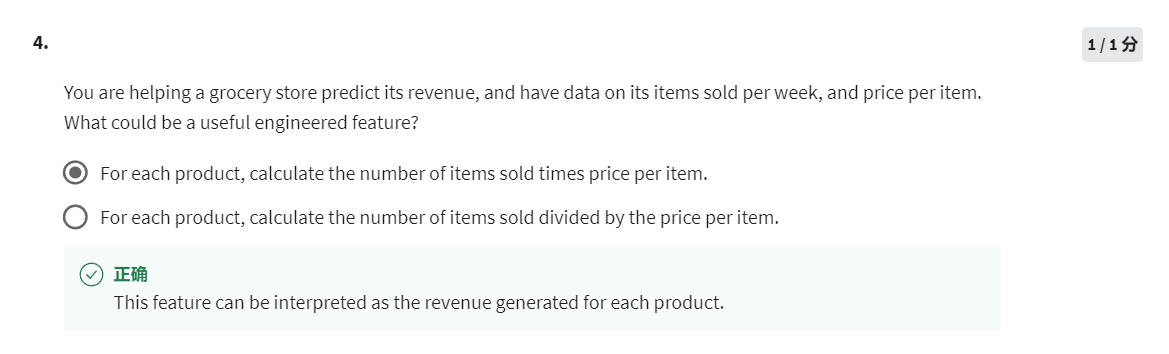 4.
1 / 1 分
You are helping a grocery store predict its revenue, and have data on its items sold per week, and price per item.
What could be a useful engineered feature?
For each product, calculate the number of items sold times price per item.
For each product, calculate the number of items sold divided by the price per item.
正确
This feature can be interpreted as the revenue generated for each product.